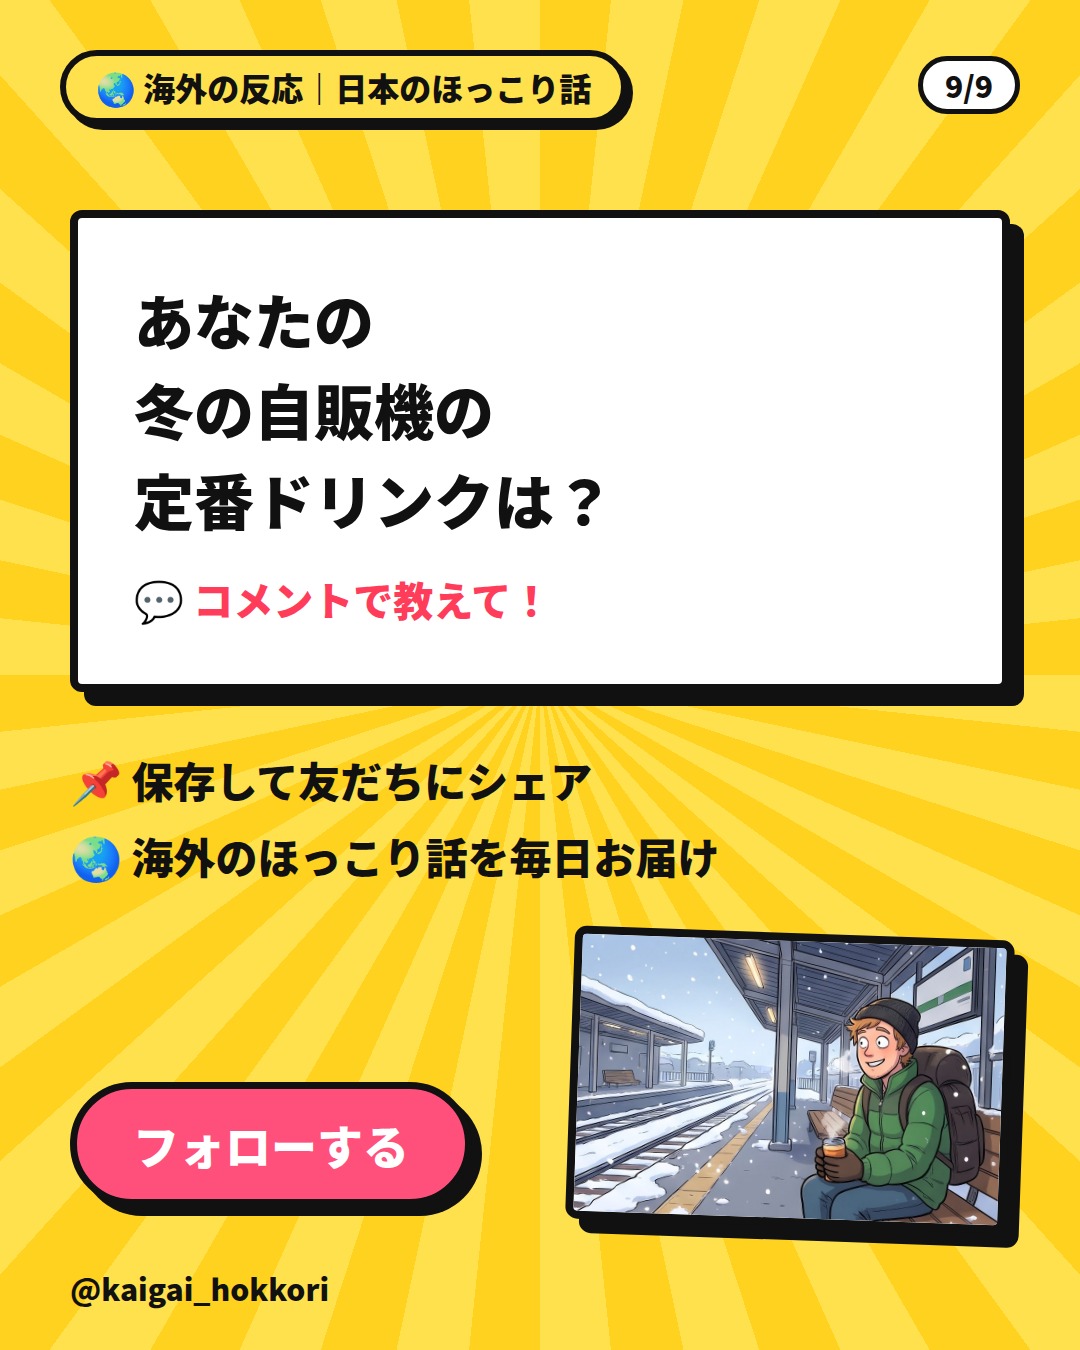 🌏 海外の反応｜日本のほっこり話
9/9
あなたの
冬の自販機の
定番ドリンクは？
💬 コメントで教えて！
📌 保存して友だちにシェア
🌏 海外のほっこり話を毎日お届け
フォローする
@kaigai_hokkori